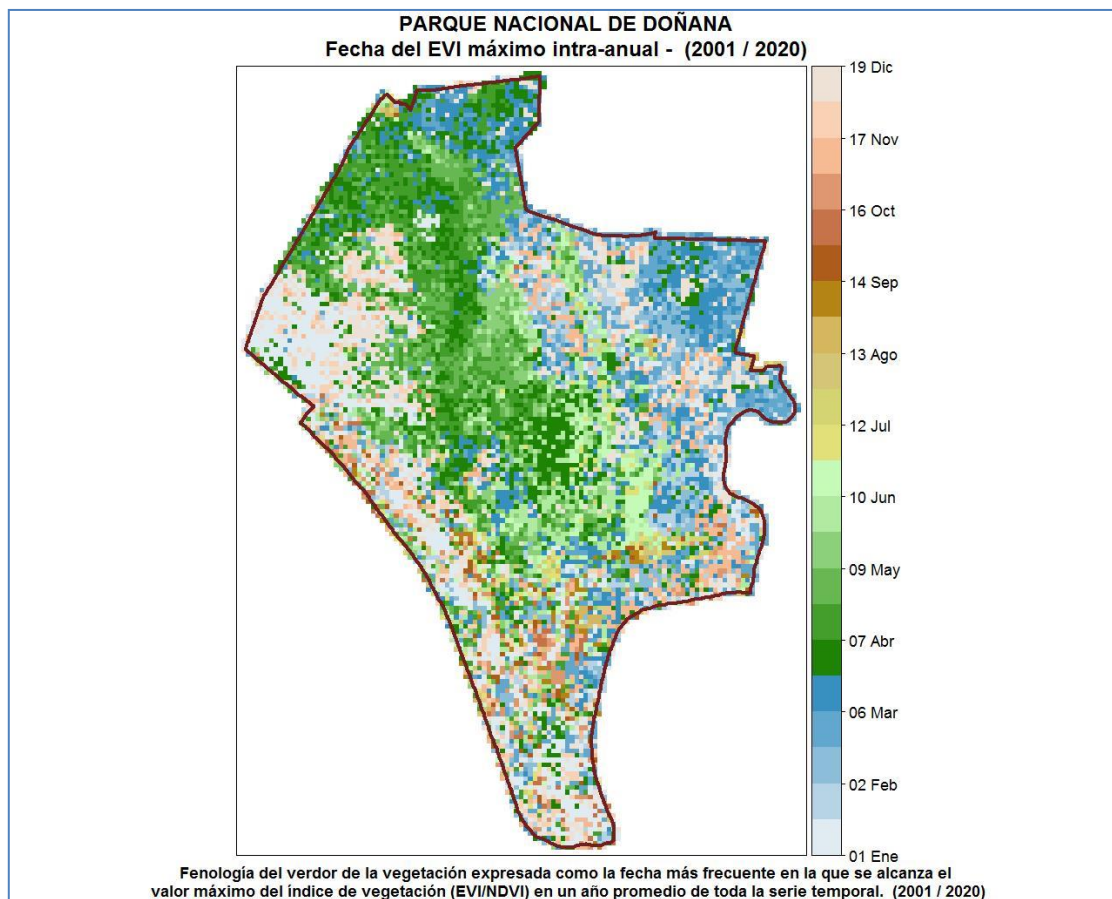 PARQUE NACIONAL DE DOÑANA
Fecha del EVI máximo intra-anual - (2001 / 2020)
19 Dic
17 Nov
16 Oct
14 Sep
13 Ago
12 Jul
10 Jun
09 May
07 Abr
06 Mar
02 Feb
01 Ene
Fenología del verdor de la vegetación expresada como la fecha más frecuente en la que se alcanza el
valor máximo del índice de vegetación (EVI/NDVI) en un año promedio de toda la serie temporal. (2001 / 2020)